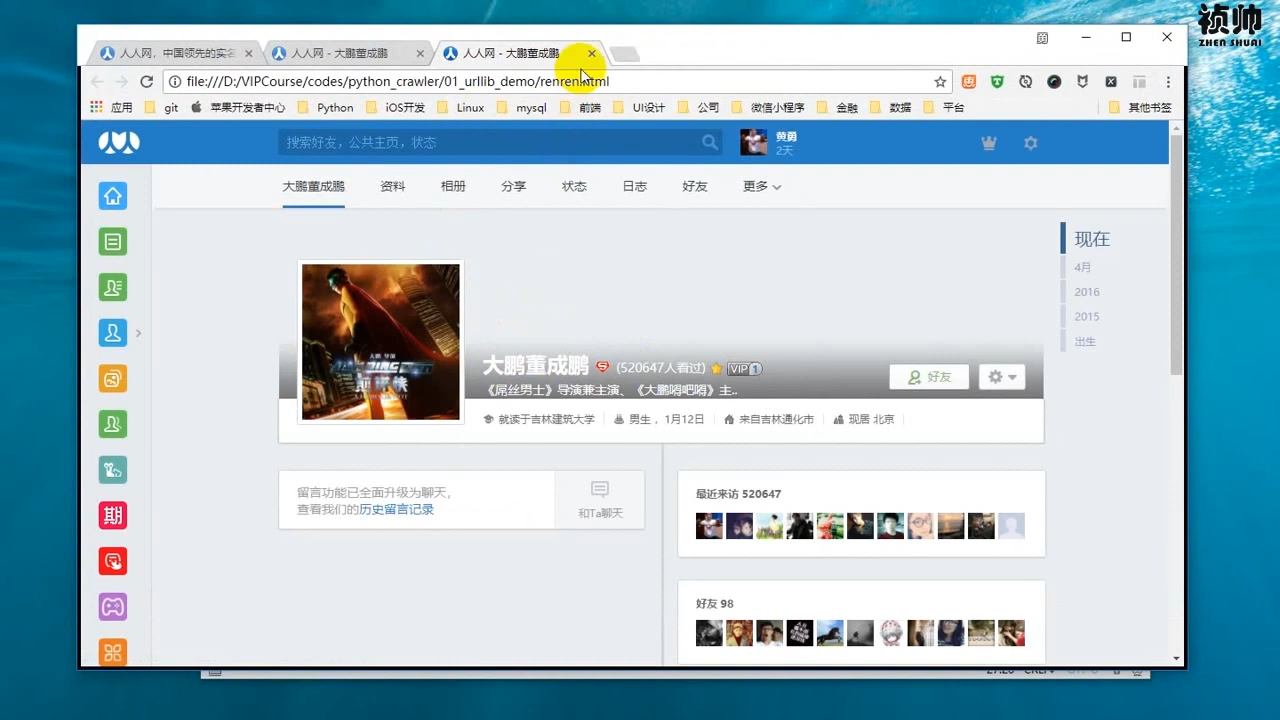 祯帅
ZHEN SHUAI
人人网，中国领先的实名
人人网 - 大鹏董成鹏
人人网 - 大鹏董成鹏
file:///D:/VIPCourse/codes/python_crawler/01_urllib_demo/renren.html
应用 git 苹果开发者中心 Python iOS开发 Linux mysql 前端 UI设计 公司 微信小程序 金融 数据 平台 其他书签
搜索好友，公共主页，状态
黄勇
2天
大鹏董成鹏 资料 相册 分享 状态 日志 好友 更多
现在
4月
2016
2015
出生
大鹏董成鹏 (520647人看过) VIP 1
《屌丝男士》导演兼主演、《大鹏嘚吧嘚》主..
好友
就读于吉林建筑大学 男生，1月12日 来自吉林通化市 现居 北京
留言功能已全面升级为聊天，
查看我们的历史留言记录
和Ta聊天
最近来访 520647
好友 98
期